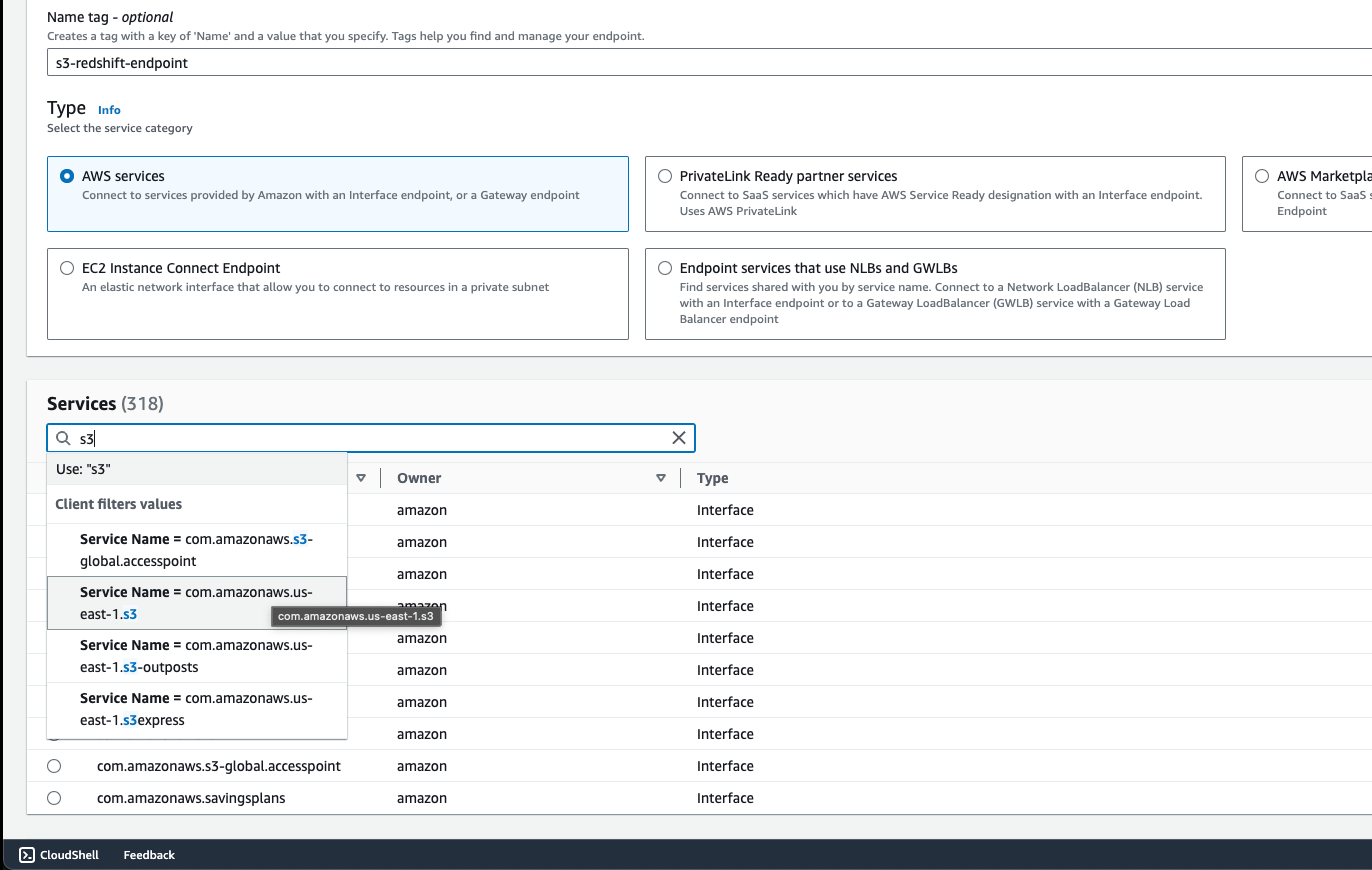 Name tag - optional
Creates a tag with a key of 'Name' and a value that you specify. Tags help you find and manage your endpoint.
s3-redshift-endpoint
Type Info
Select the service category
AWS services
Connect to services provided by Amazon with an Interface endpoint, or a Gateway endpoint
PrivateLink Ready partner services
Connect to SaaS services which have AWS Service Ready designation with an Interface endpoint.
Uses AWS PrivateLink
AWS Marketpla
Connect to SaaS s
Endpoint
EC2 Instance Connect Endpoint
An elastic network interface that allow you to connect to resources in a private subnet
Endpoint services that use NLBs and GWLBs
Find services shared with you by service name. Connect to a Network LoadBalancer (NLB) service
with an Interface endpoint or to a Gateway LoadBalancer (GWLB) service with a Gateway Load
Balancer endpoint
Services (318)
s3
Use: "s3"
Client filters values
Service Name = com.amazonaws.s3-
global.accesspoint
Service Name = com.amazonaws.us-
east-1.s3
com.amazonaws.us-east-1.s3
Service Name = com.amazonaws.us-
east-1.s3-outposts
Service Name = com.amazonaws.us-
east-1.s3express
Owner Type
amazon Interface
amazon Interface
amazon Interface
amazon Interface
amazon Interface
amazon Interface
amazon Interface
amazon Interface
com.amazonaws.s3-global.accesspoint amazon Interface
com.amazonaws.savingsplans amazon Interface
CloudShell Feedback